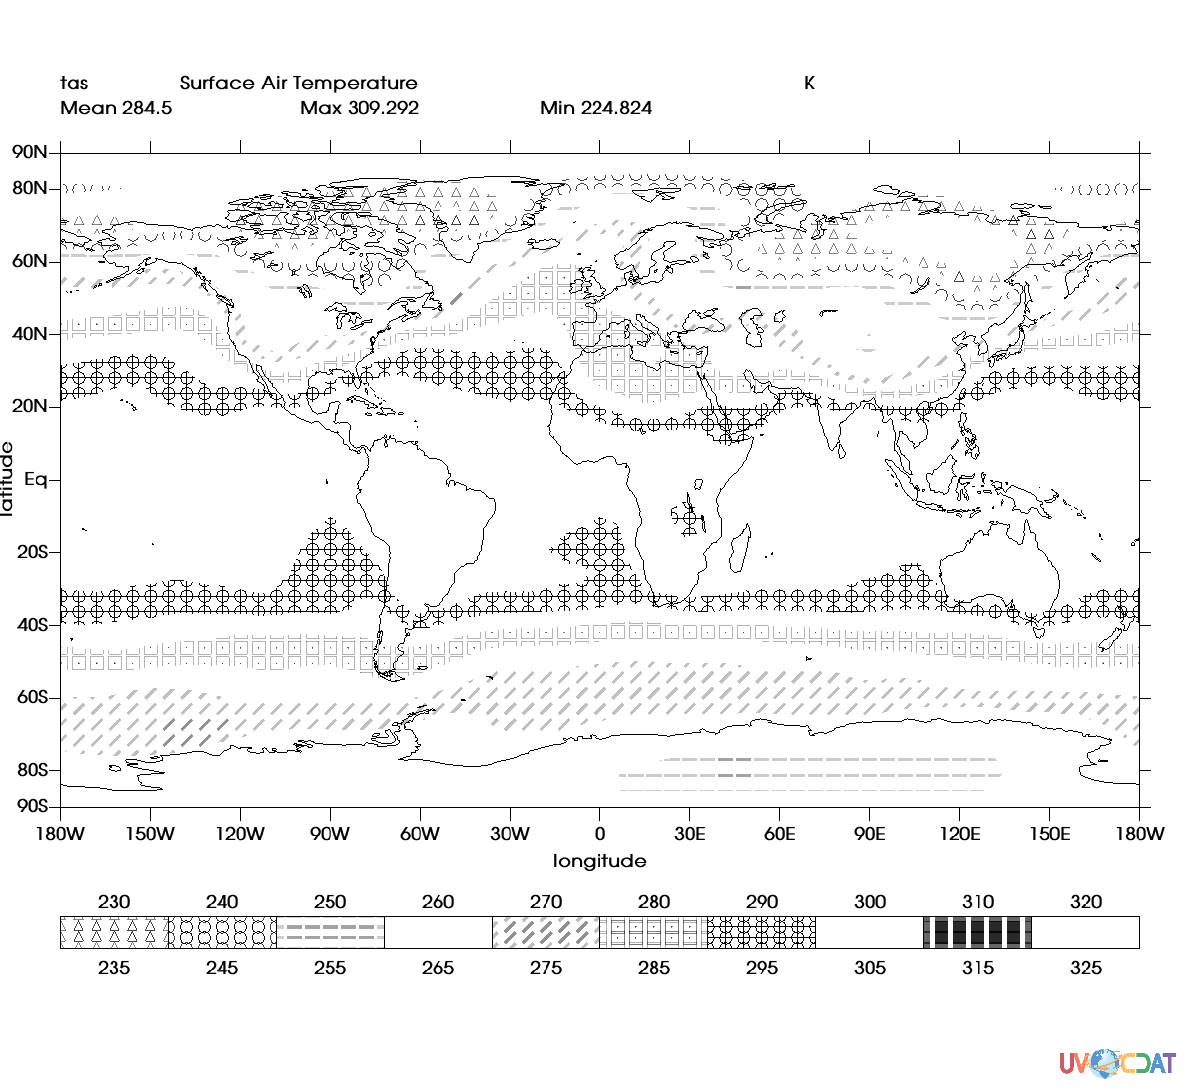 tas Surface Air Temperature K
Mean 284.5 Max 309.292 Min 224.824
90N
80N
60N
40N
20N
Eq
20S
40S
60S
80S
90S
latitude
180W 150W 120W 90W 60W 30W 0 30E 60E 90E 120E 150E 180W
longitude
230 240 250 260 270 280 290 300 310 320
235 245 255 265 275 285 295 305 315 325
UV CDAT